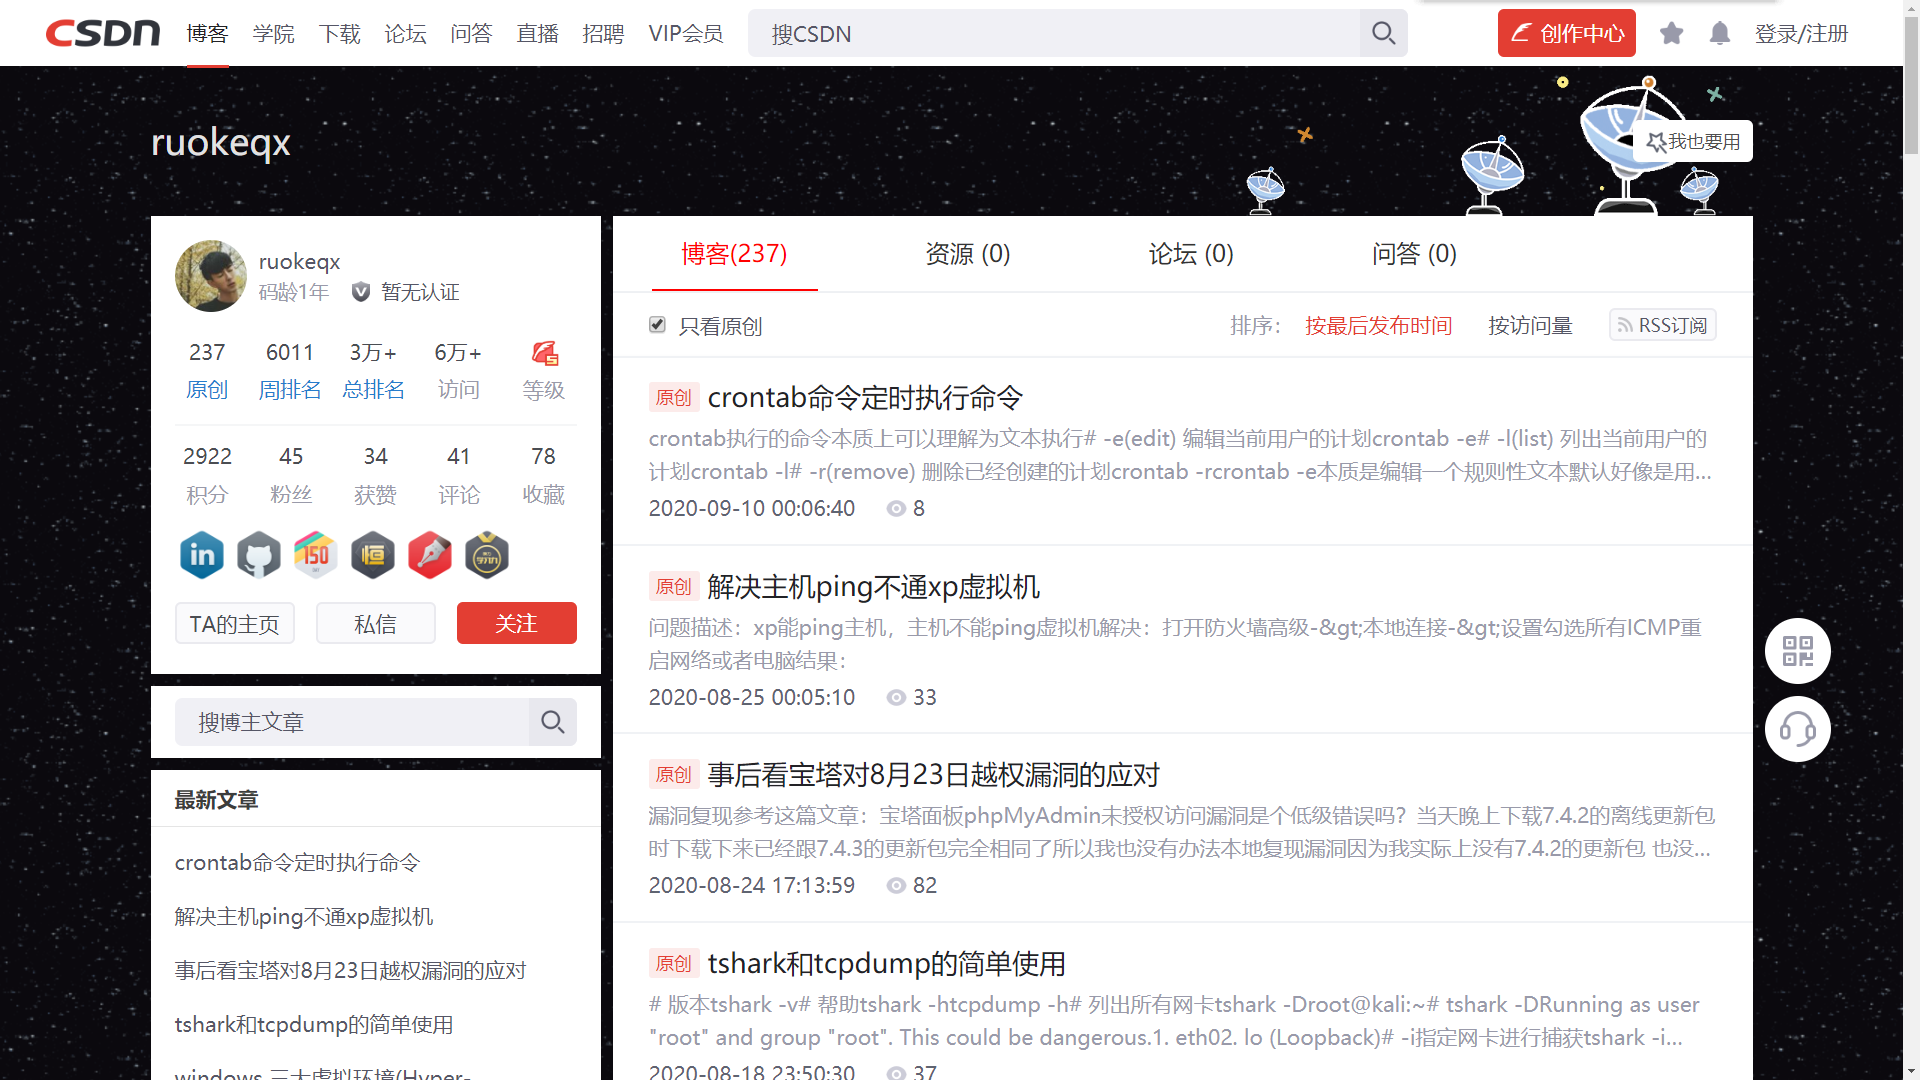 CSDN 博客 学院 下载 论坛 问答 直播 招聘 VIP会员 搜CSDN 创作中心 登录/注册
ruokeqx
我也要用
ruokeqx
码龄1年 暂无认证
237 6011 3万+ 6万+
原创 周排名 总排名 访问 等级
2922 45 34 41 78
积分 粉丝 获赞 评论 收藏
in 150 恒
TA的主页 私信 关注
搜博主文章
最新文章
crontab命令定时执行命令
解决主机ping不通xp虚拟机
事后看宝塔对8月23日越权漏洞的应对
tshark和tcpdump的简单使用
windows 三大虚拟环境(Hyper-
博客(237) 资源 (0) 论坛 (0) 问答 (0)
只看原创 排序： 按最后发布时间 按访问量 RSS订阅
原创 crontab命令定时执行命令
crontab执行的命令本质上可以理解为文本执行# -e(edit) 编辑当前用户的计划crontab -e# -l(list) 列出当前用户的
计划crontab -l# -r(remove) 删除已经创建的计划crontab -rcrontab -e本质是编辑一个规则性文本默认好像是用...
2020-09-10 00:06:40 8
原创 解决主机ping不通xp虚拟机
问题描述：xp能ping主机，主机不能ping虚拟机解决：打开防火墙高级-&gt;本地连接-&gt;设置勾选所有ICMP重
启网络或者电脑结果：
2020-08-25 00:05:10 33
原创 事后看宝塔对8月23日越权漏洞的应对
漏洞复现参考这篇文章：宝塔面板phpMyAdmin未授权访问漏洞是个低级错误吗？当天晚上下载7.4.2的离线更新包
时下载下来已经跟7.4.3的更新包完全相同了所以我也没有办法本地复现漏洞因为我实际上没有7.4.2的更新包 也没...
2020-08-24 17:13:59 82
原创 tshark和tcpdump的简单使用
# 版本tshark -v# 帮助tshark -htcpdump -h# 列出所有网卡tshark -Droot@kali:~# tshark -DRunning as user
"root" and group "root". This could be dangerous.1. eth02. lo (Loopback)# -i指定网卡进行捕获tshark -i...
2020-08-18 23:50:30 37